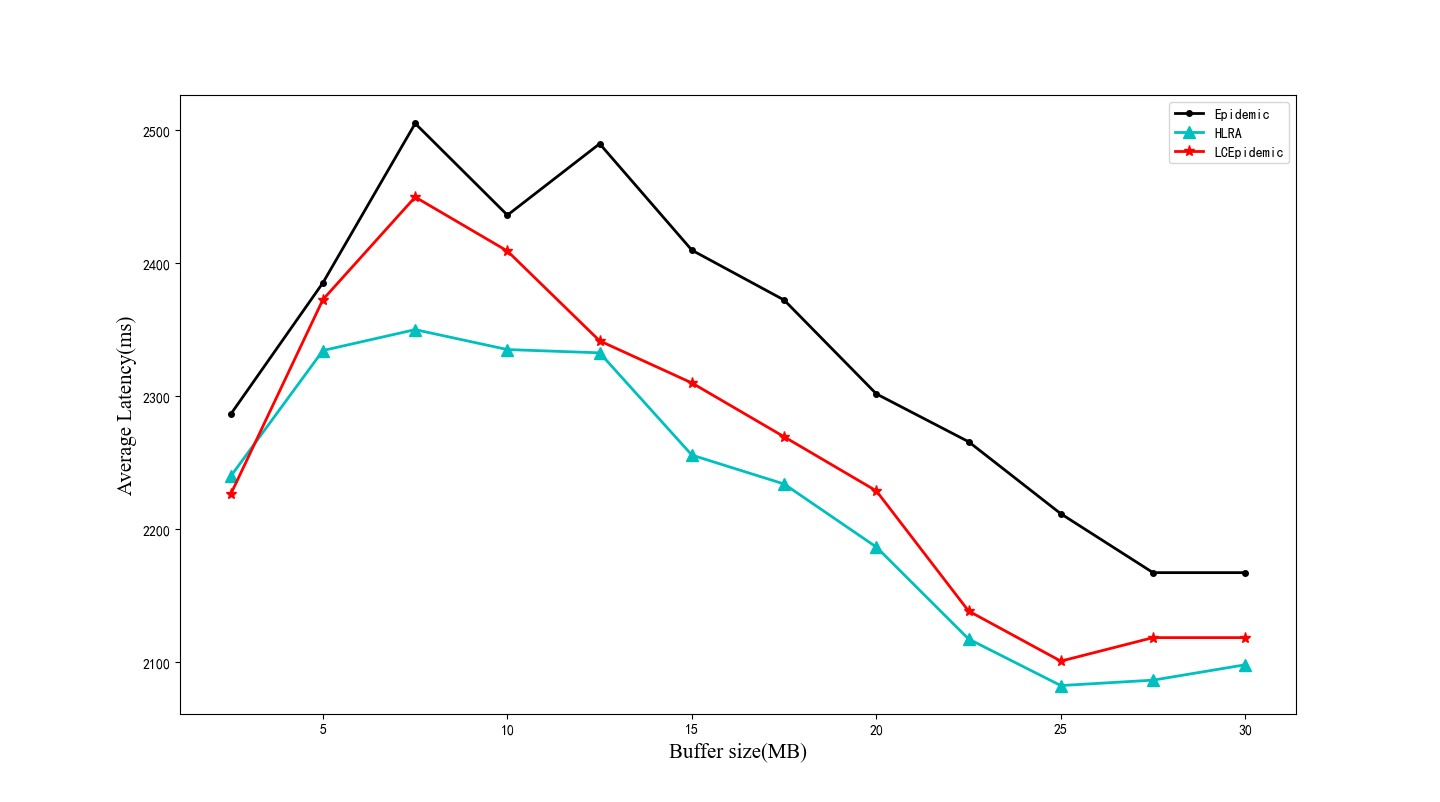 Epidemic
HLRA
LCEpidemic
2500
2400
2300
2200
2100
Average Latency(ms)
5 10 15 20 25 30
Buffer size(MB)